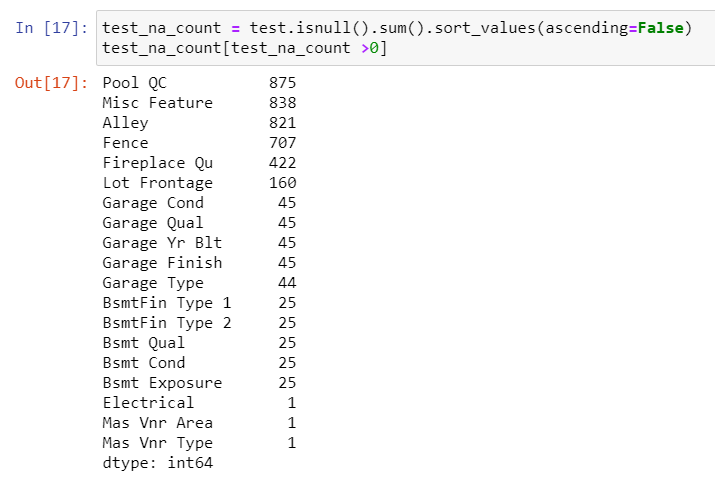 In [17]: test_na_count = test.isnull().sum().sort_values(ascending=False)
test_na_count[test_na_count >0]
Out[17]: Pool QC 875
Misc Feature 838
Alley 821
Fence 707
Fireplace Qu 422
Lot Frontage 160
Garage Cond 45
Garage Qual 45
Garage Yr Blt 45
Garage Finish 45
Garage Type 44
BsmtFin Type 1 25
BsmtFin Type 2 25
Bsmt Qual 25
Bsmt Cond 25
Bsmt Exposure 25
Electrical 1
Mas Vnr Area 1
Mas Vnr Type 1
dtype: int64